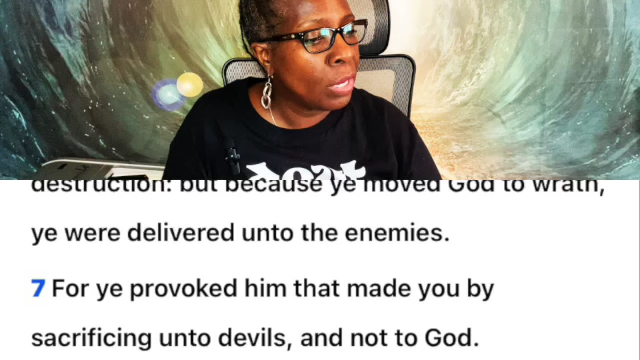 destruction: but because ye moved God to wrath,
ye were delivered unto the enemies.
7 For ye provoked him that made you by
sacrificing unto devils, and not to God.